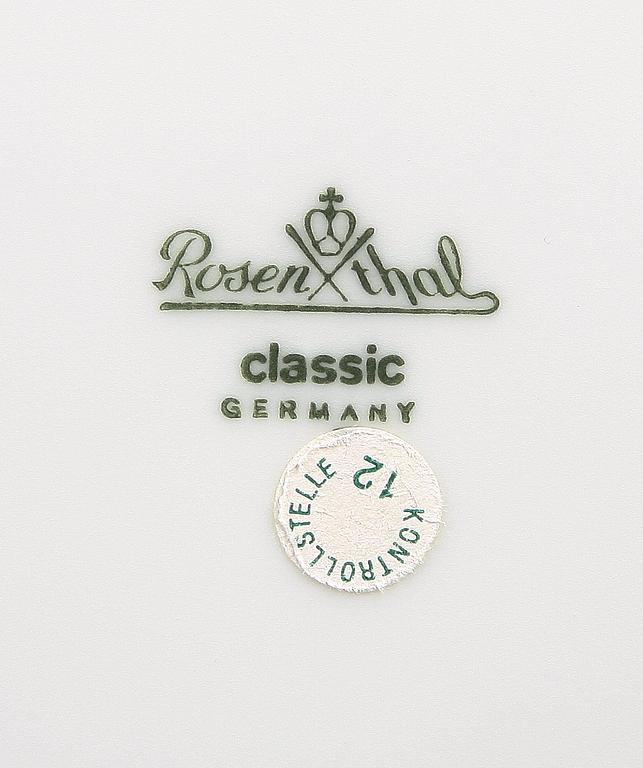 Rosenthal
classic
GERMANY
KONTROLLSTELLE
12